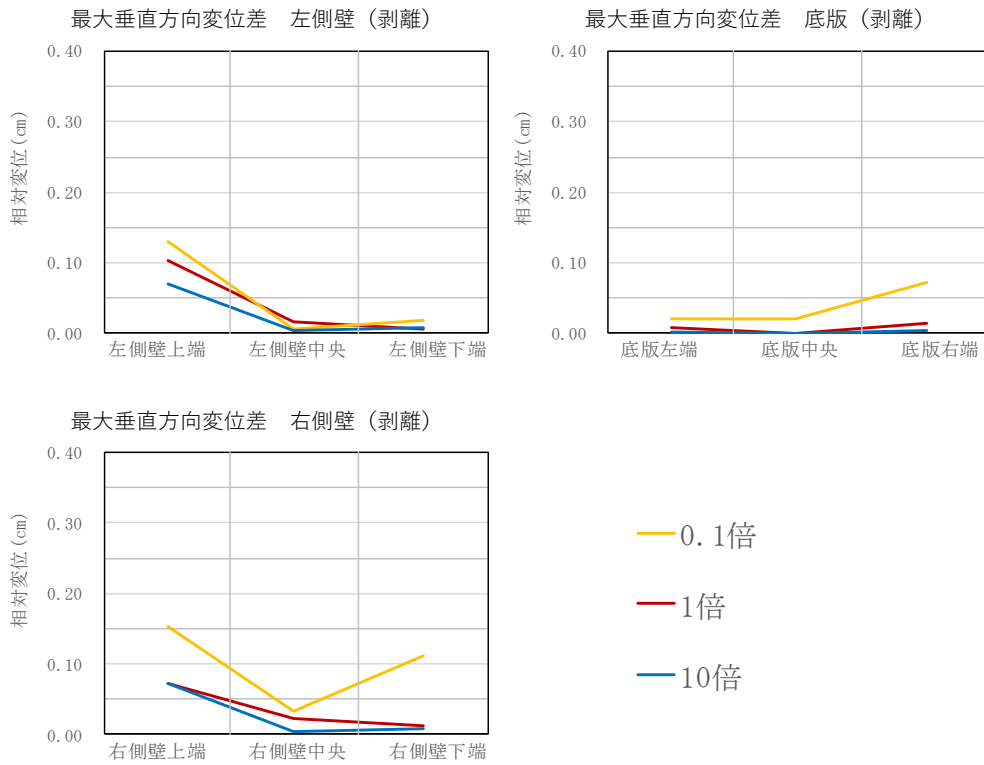 最大垂直方向変位差　左側壁（剥離）
相対変位(cm)
0.40
0.30
0.20
0.10
0.00
左側壁上端　左側壁中央　左側壁下端
最大垂直方向変位差　底版（剥離）
相対変位(cm)
0.40
0.30
0.20
0.10
0.00
底版左端　底版中央　底版右端
最大垂直方向変位差　右側壁（剥離）
相対変位(cm)
0.40
0.30
0.20
0.10
0.00
右側壁上端　右側壁中央　右側壁下端
0.1倍
1倍
10倍